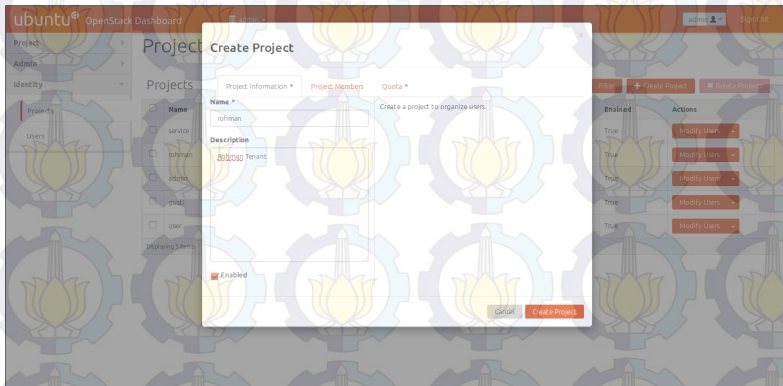 ubuntu® OpenStack Dashboard admin admin Sign Out
Project
Admin
Identity
Projects
Users
Project
Projects
Filter + Create Project × Delete Projects
Name Enabled Actions
service True Modify Users
rohman True Modify Users
admin True Modify Users
gusti True Modify Users
user True Modify Users
Displaying 5 items
Create Project ×
Project Information * Project Members Quota *
Name *
rohman
Create a project to organize users.
Description
Rohman Tenant
Enabled
Cancel Create Project